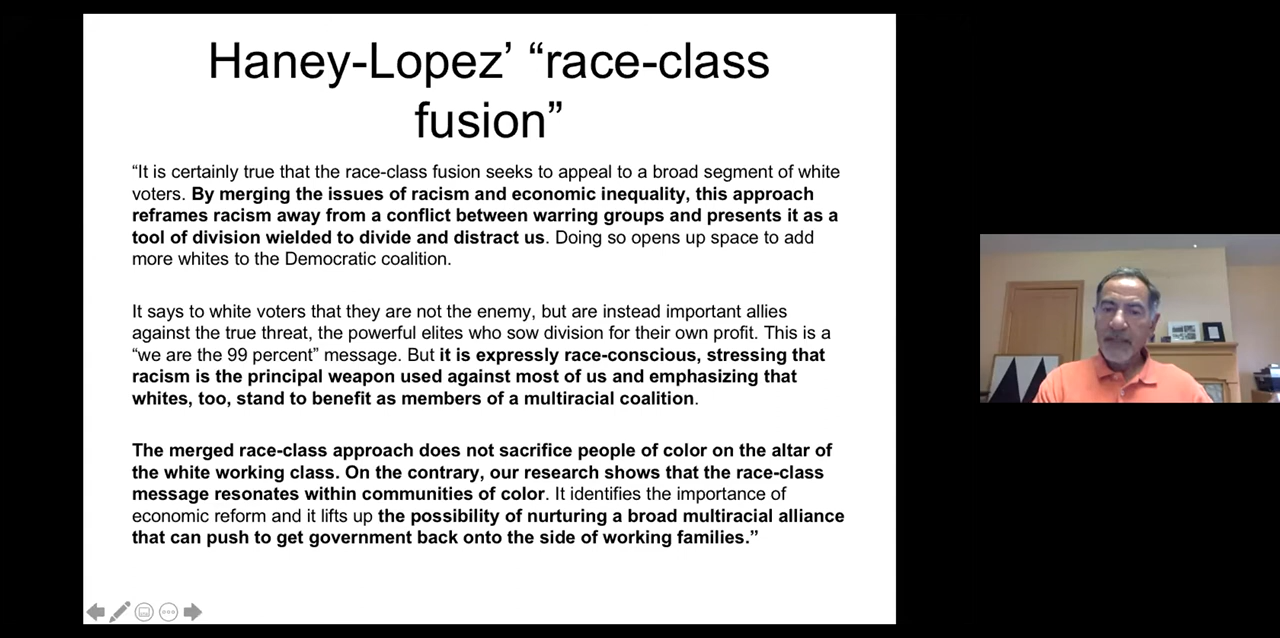 Haney-Lopez’ “race-class
fusion”
“It is certainly true that the race-class fusion seeks to appeal to a broad segment of white
voters. By merging the issues of racism and economic inequality, this approach
reframes racism away from a conflict between warring groups and presents it as a
tool of division wielded to divide and distract us. Doing so opens up space to add
more whites to the Democratic coalition.
It says to white voters that they are not the enemy, but are instead important allies
against the true threat, the powerful elites who sow division for their own profit. This is a
“we are the 99 percent” message. But it is expressly race-conscious, stressing that
racism is the principal weapon used against most of us and emphasizing that
whites, too, stand to benefit as members of a multiracial coalition.
The merged race-class approach does not sacrifice people of color on the altar of
the white working class. On the contrary, our research shows that the race-class
message resonates within communities of color. It identifies the importance of
economic reform and it lifts up the possibility of nurturing a broad multiracial alliance
that can push to get government back onto the side of working families.”